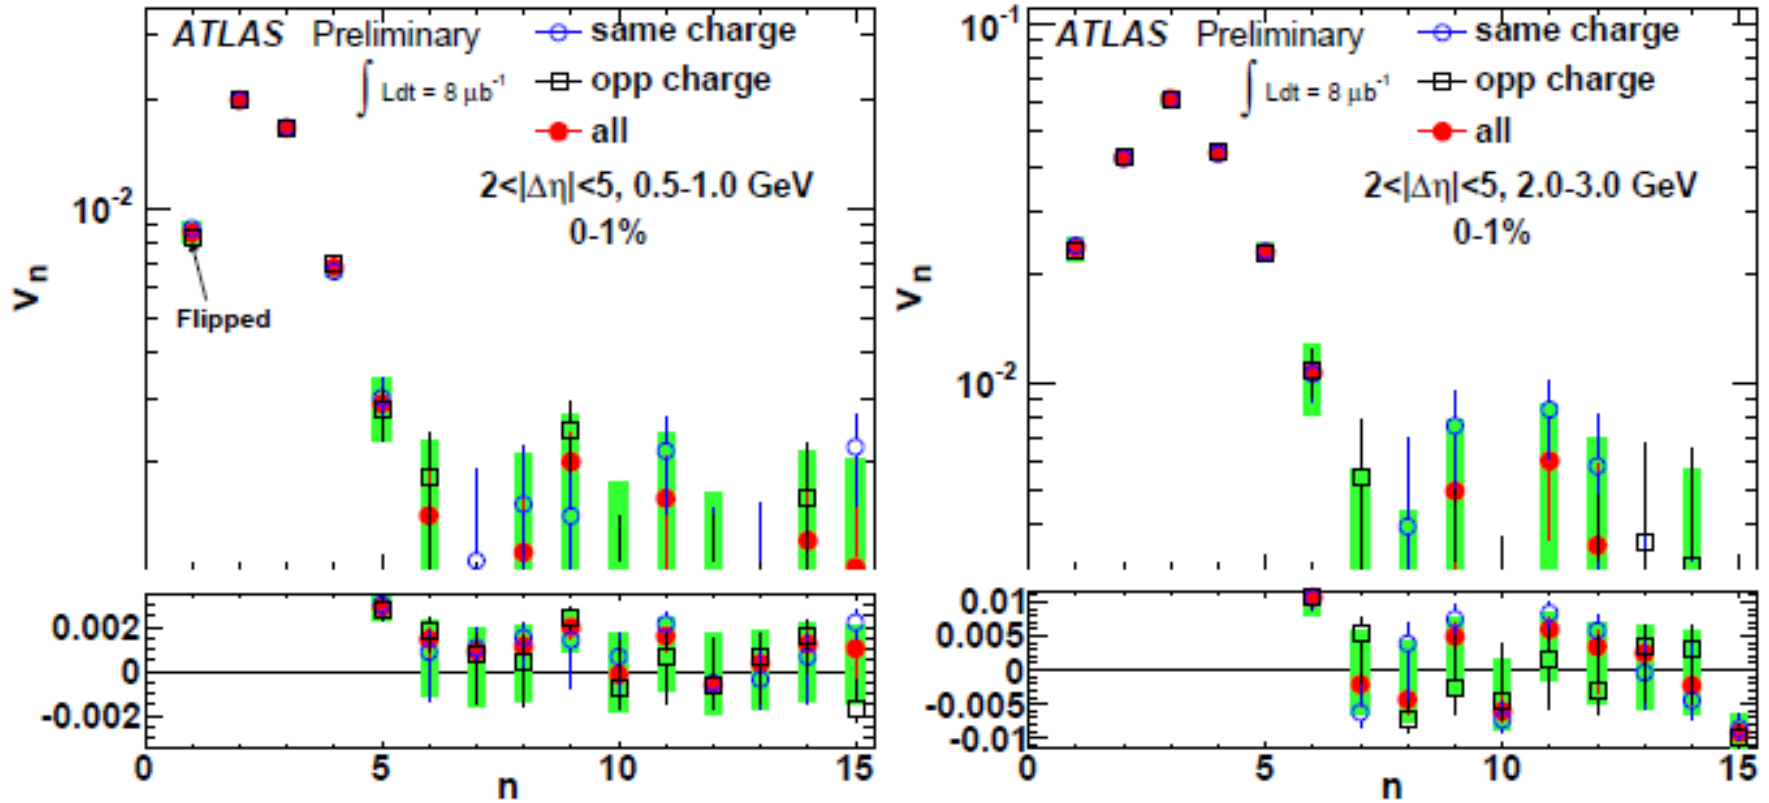 ATLAS Preliminary
∫ Ldt = 8 μb⁻¹
same charge
opp charge
all
2<|Δη|<5, 0.5-1.0 GeV
0-1%
10⁻²
vₙ
Flipped
0.002
0
-0.002
0 5 10 15
n
10⁻¹
ATLAS Preliminary
∫ Ldt = 8 μb⁻¹
same charge
opp charge
all
2<|Δη|<5, 2.0-3.0 GeV
0-1%
10⁻²
vₙ
0.01
0.005
0
-0.005
-0.01
0 5 10 15
n